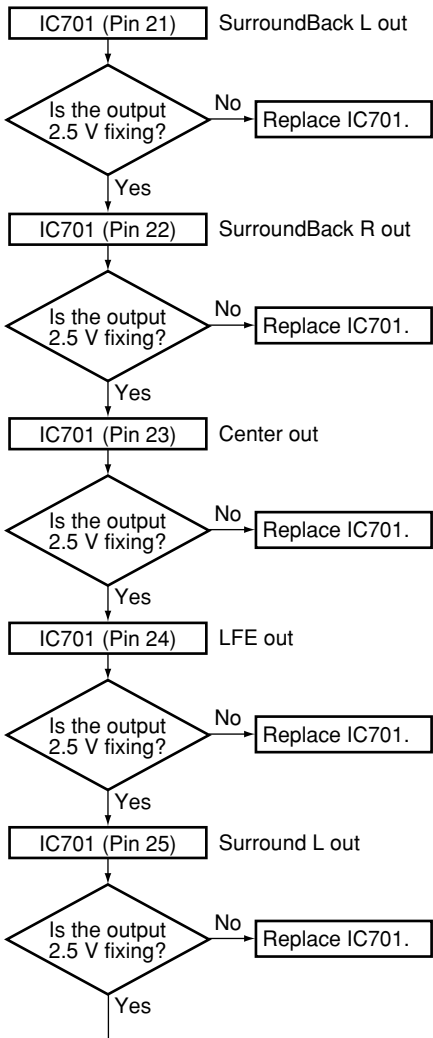 IC701 (Pin 21) SurroundBack L out
Is the output
2.5 V fixing?
No
Replace IC701.
Yes
IC701 (Pin 22) SurroundBack R out
Is the output
2.5 V fixing?
No
Replace IC701.
Yes
IC701 (Pin 23) Center out
Is the output
2.5 V fixing?
No
Replace IC701.
Yes
IC701 (Pin 24) LFE out
Is the output
2.5 V fixing?
No
Replace IC701.
Yes
IC701 (Pin 25) Surround L out
Is the output
2.5 V fixing?
No
Replace IC701.
Yes